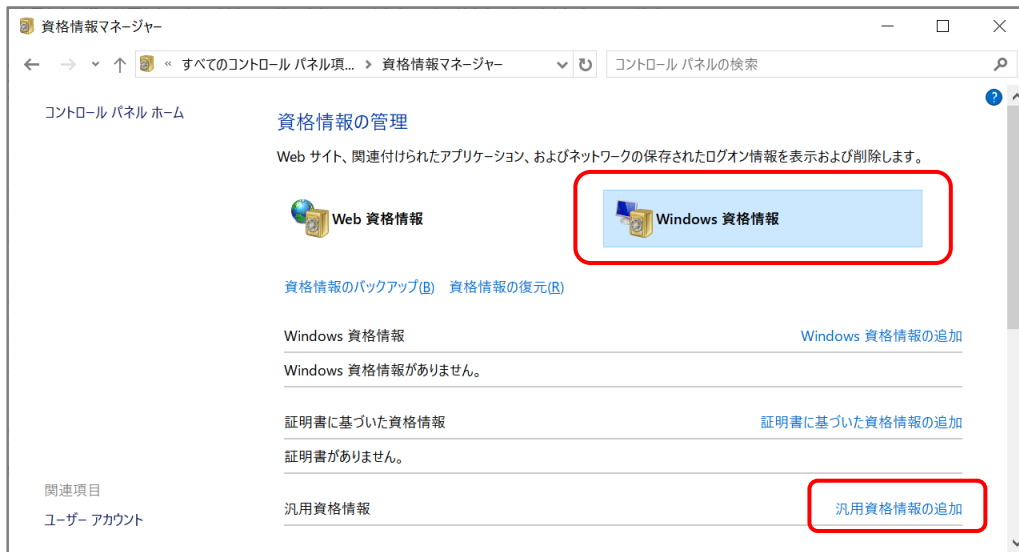 資格情報マネージャー
« すべてのコントロール パネル項... > 資格情報マネージャー
コントロール パネルの検索
コントロール パネル ホーム
資格情報の管理
Web サイト、関連付けられたアプリケーション、およびネットワークの保存されたログオン情報を表示および削除します。
Web 資格情報
Windows 資格情報
資格情報のバックアップ(B) 資格情報の復元(R)
Windows 資格情報
Windows 資格情報の追加
Windows 資格情報がありません。
証明書に基づいた資格情報
証明書に基づいた資格情報の追加
証明書がありません。
汎用資格情報
汎用資格情報の追加
関連項目
ユーザー アカウント